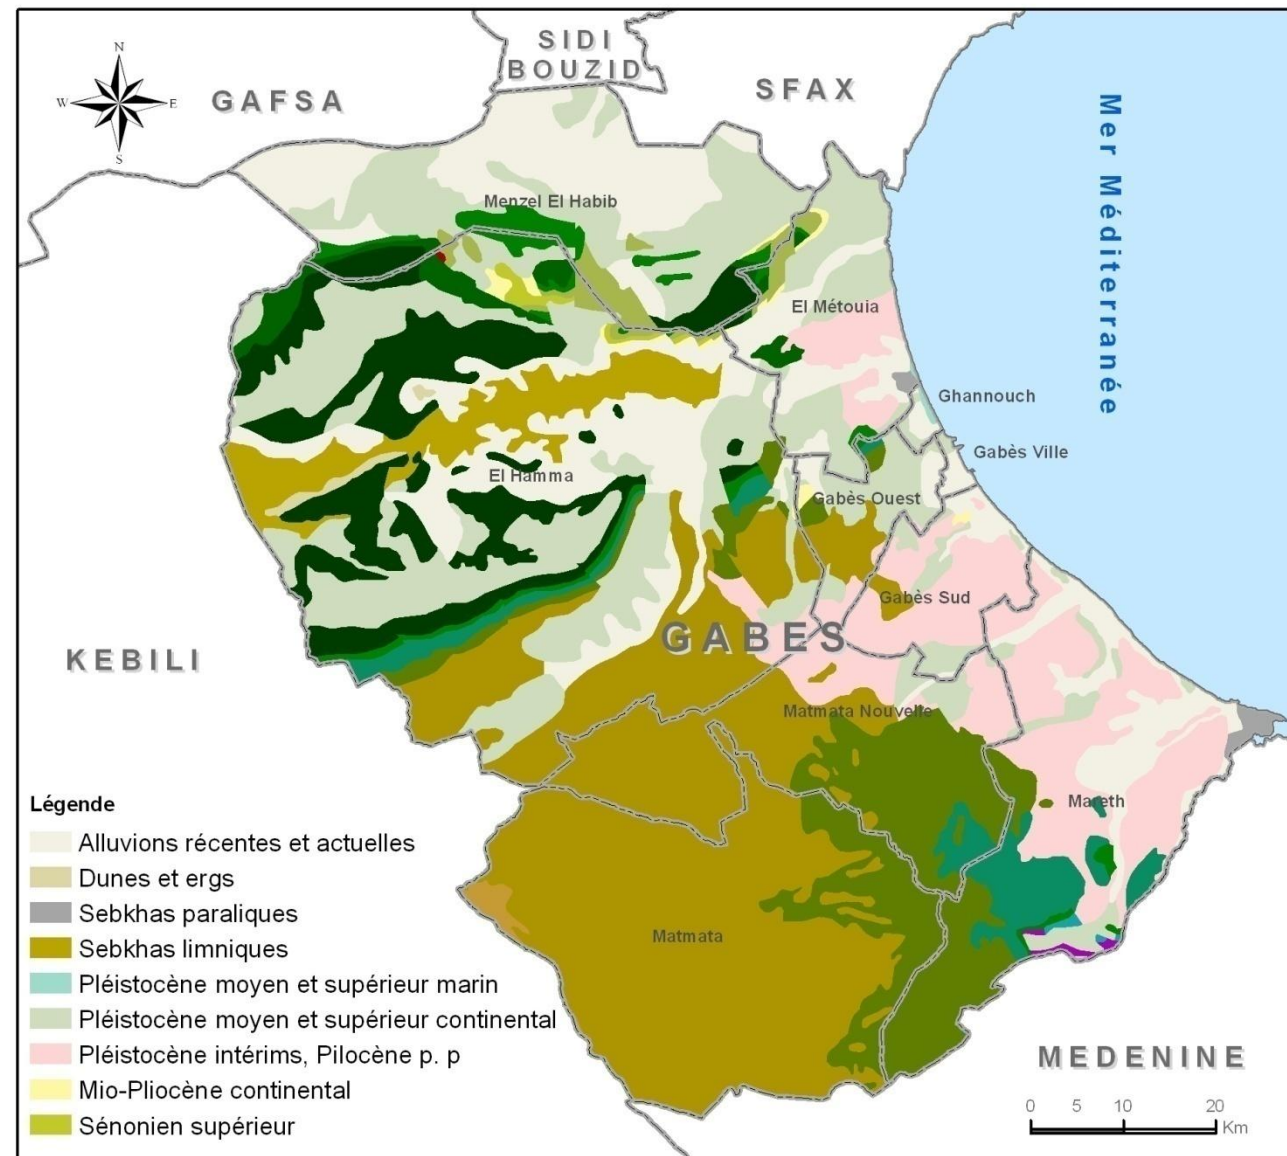 SIDI
BOUZID
SFAX
GAFSA
N
W
E
S
Mer Méditerranée
Menzel El Habib
El Métouia
Ghannouch
Gabès Ville
El Hamma
Gabès Ouest
Gabès Sud
GABES
KEBILI
Matmata Nouvelle
Mareth
Matmata
MEDENINE
Légende
Alluvions récentes et actuelles
Dunes et ergs
Sebkhas paraliques
Sebkhas limniques
Pléistocène moyen et supérieur marin
Pléistocène moyen et supérieur continental
Pléistocène intérims, Pilocène p. p
Mio-Pliocène continental
Sénonien supérieur
0 5 10 20
Km